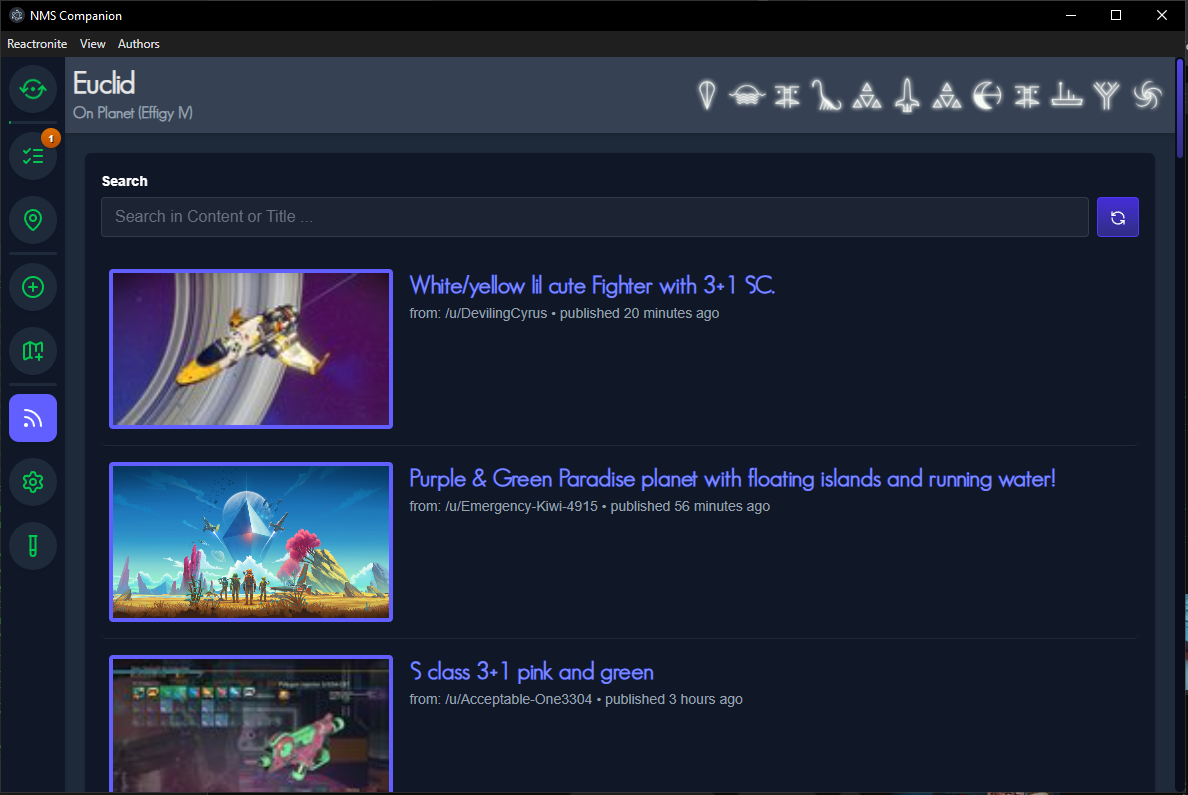 NMS Companion
Reactronite View Authors
Euclid
On Planet (Effigy M)
1
Search
Search in Content or Title ...
White/yellow lil cute Fighter with 3+1 SC.
from: /u/DevilingCyrus • published 20 minutes ago
Purple & Green Paradise planet with floating islands and running water!
from: /u/Emergency-Kiwi-4915 • published 56 minutes ago
S class 3+1 pink and green
from: /u/Acceptable-One3304 • published 3 hours ago